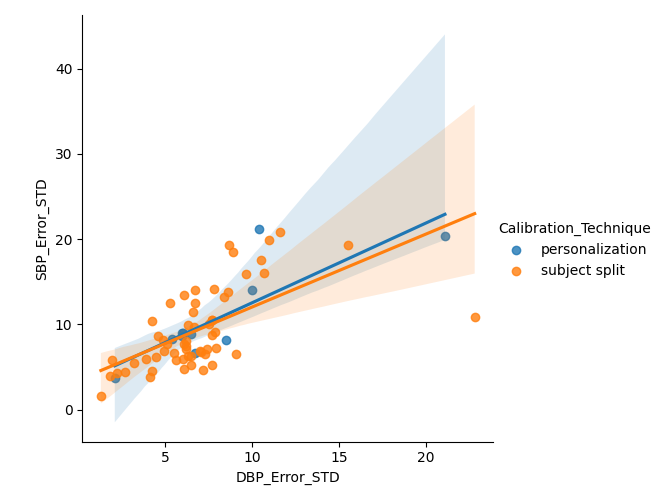 40
30
20
10
0
SBP_Error_STD
5
10
15
20
DBP_Error_STD
Calibration_Technique
personalization
subject split